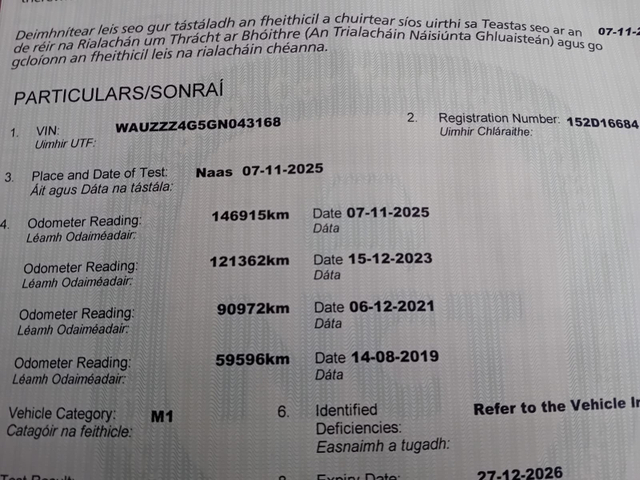 Deimhnítear leis seo gur tástáladh an fheithicil a chuirtear síos uirthi sa Teastas seo ar an 07-11-2
de réir na Rialachán um Thrácht ar Bhóithre (An Trialacháin Náisiúnta Ghluaisteán) agus go
gcloíonn an fheithicil leis na rialacháin chéanna.
PARTICULARS/SONRAÍ
1. VIN: WAUZZZ4G5GN043168 2. Registration Number: 152D16684
Uimhir UTF: Uimhir Chláraithe:
3. Place and Date of Test: Naas 07-11-2025
Áit agus Dáta na tástála:
4. Odometer Reading: 146915km Date 07-11-2025
Léamh Odaiméadair: Dáta
Odometer Reading: 121362km Date 15-12-2023
Léamh Odaiméadair: Dáta
Odometer Reading: 90972km Date 06-12-2021
Léamh Odaiméadair: Dáta
Odometer Reading: 59596km Date 14-08-2019
Léamh Odaiméadair: Dáta
Vehicle Category: M1 6. Identified Refer to the Vehicle In
Catagóir na feithicle: Deficiencies:
Easnaimh a tugadh:
Expiry Date: 27-12-2026